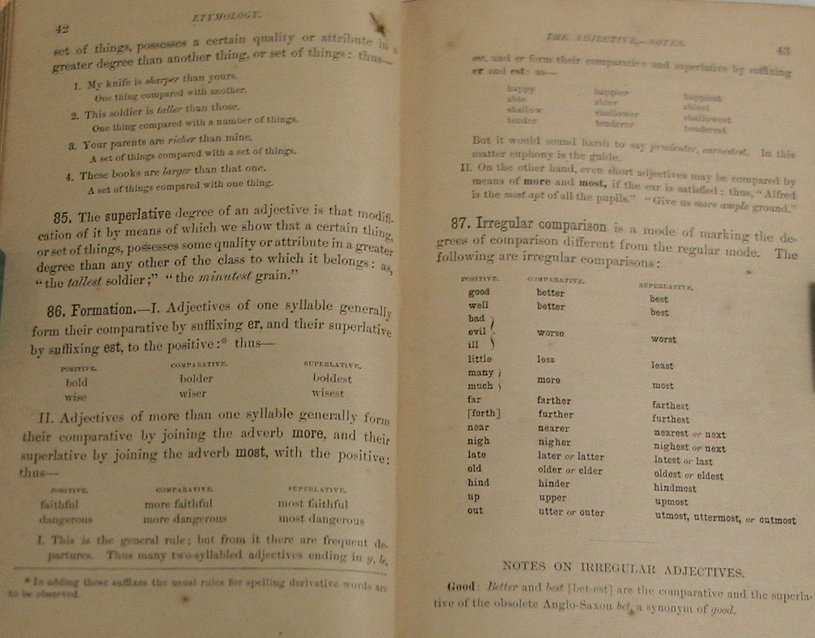 42
ETYMOLOGY.
set of things, possesses a certain quality or attribute in a
greater degree than another thing, or set of things: thus—
1. My knife is sharper than yours.
One thing compared with another.
2. This soldier is taller than those.
One thing compared with a number of things.
3. Your parents are richer than mine.
A set of things compared with a set of things.
4. These books are larger than that one.
A set of things compared with one thing.
85. The superlative degree of an adjective is that modifi-
cation of it by means of which we show that a certain thing,
or set of things, possesses some quality or attribute in a greater
degree than any other of the class to which it belongs: as,
“the tallest soldier;” “the minutest grain.”
86. Formation.—I. Adjectives of one syllable generally
form their comparative by suffixing er, and their superlative
by suffixing est, to the positive:* thus—
POSITIVE. COMPARATIVE. SUPERLATIVE.
bold bolder boldest
wise wiser wisest
II. Adjectives of more than one syllable generally form
their comparative by joining the adverb more, and their
superlative by joining the adverb most, with the positive:
thus—
POSITIVE. COMPARATIVE. SUPERLATIVE.
faithful more faithful most faithful
dangerous more dangerous most dangerous
I. This is the general rule; but from it there are frequent de-
partures. Thus many two-syllabled adjectives ending in y, le,
* In adding these suffixes the usual rules for spelling derivative words are
to be observed.
THE ADJECTIVE.—NOTES.
43
ow, and er form their comparative and superlative by suffixing
er and est: as—
happy happier happiest
able abler ablest
shallow shallower shallowest
tender tenderer tenderest
But it would sound harsh to say prudenter, earnestest. In this
matter euphony is the guide.
II. On the other hand, even short adjectives may be compared by
means of more and most, if the ear is satisfied: thus, “Alfred
is the most apt of all the pupils.” “Give us more ample ground.”
87. Irregular comparison is a mode of marking the de-
grees of comparison different from the regular mode. The
following are irregular comparisons:
POSITIVE. COMPARATIVE. SUPERLATIVE.
good better best
well better best
bad
evil worse worst
ill
little less least
many
more most
much
far farther farthest
[forth] further furthest
near nearer nearest or next
nigh nigher nighest or next
late later or latter latest or last
old older or elder oldest or eldest
hind hinder hindmost
up upper upmost
out utter or outer utmost, uttermost, or outmost
NOTES ON IRREGULAR ADJECTIVES.
Good: Better and best [bet-est] are the comparative and superla-
tive of the obsolete Anglo-Saxon bet, a synonym of good.